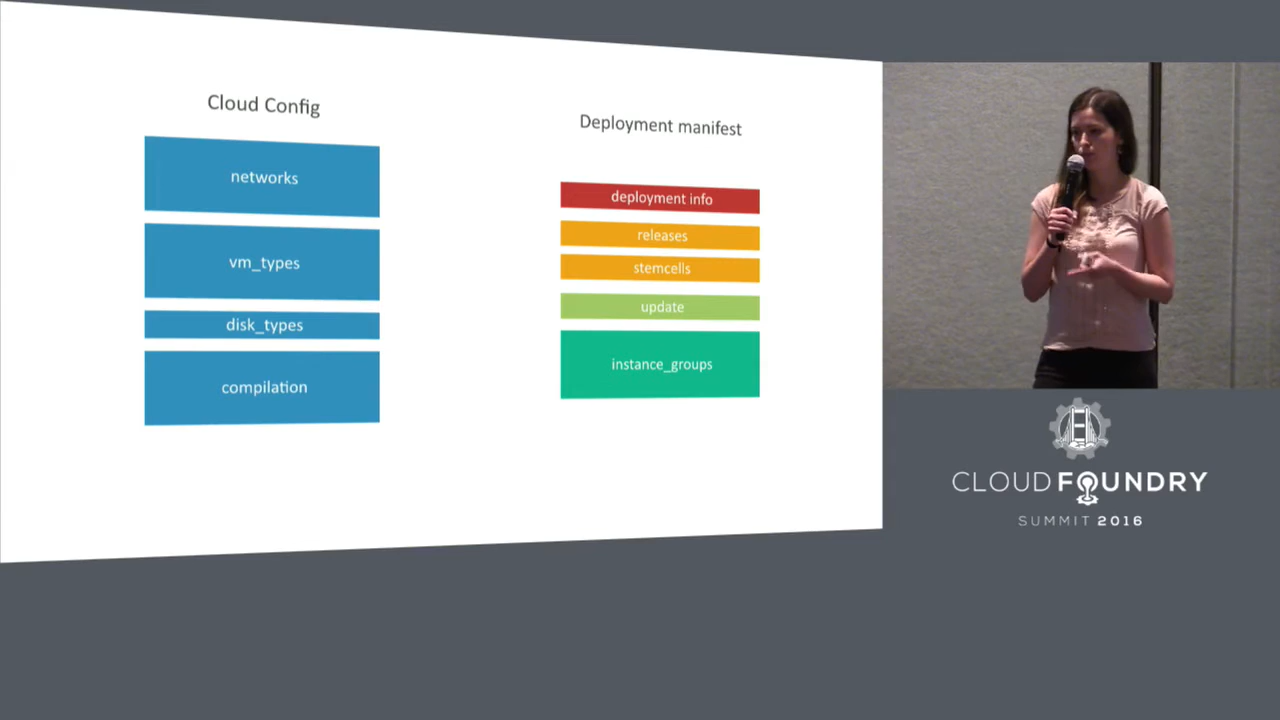 Cloud Config
networks
vm_types
disk_types
compilation
Deployment manifest
deployment info
releases
stemcells
update
instance_groups
CLOUD FOUNDRY
SUMMIT 2016